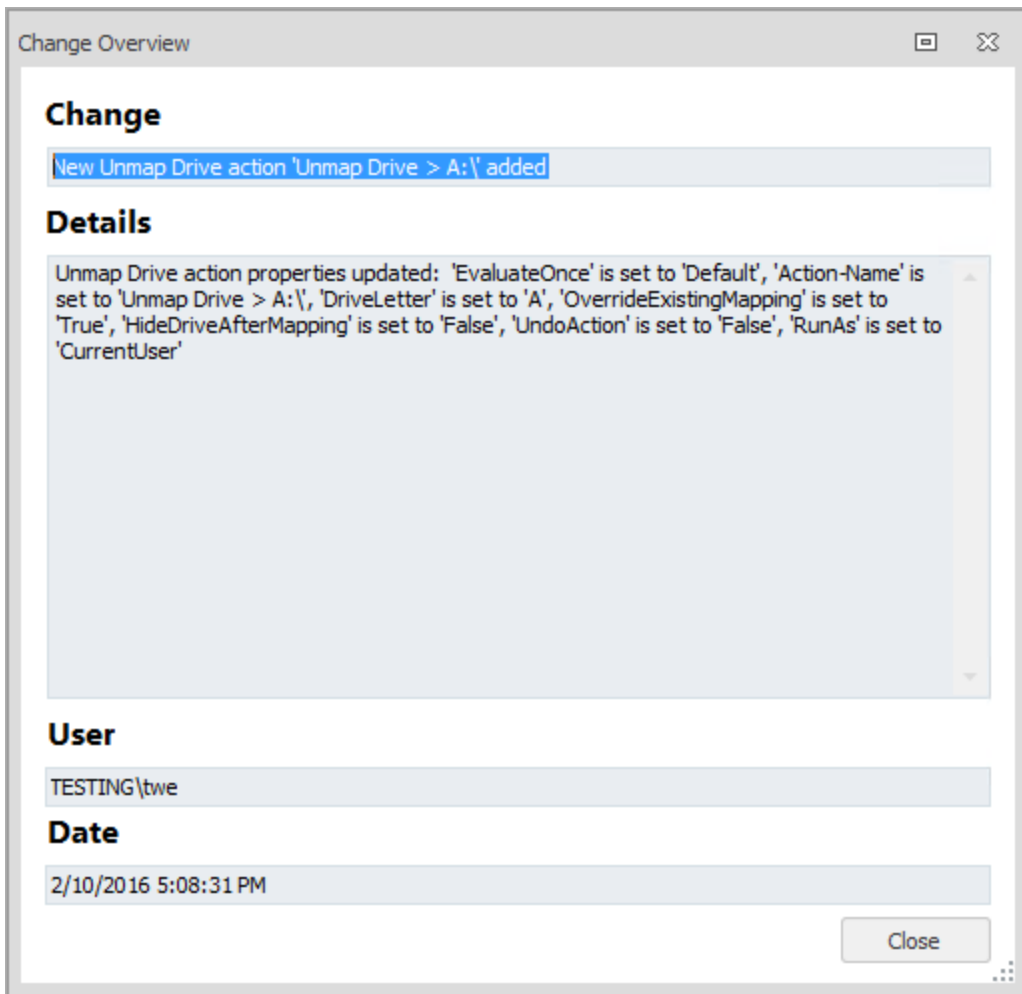 Change Overview
Change
New Unmap Drive action 'Unmap Drive > A:\' added
Details
Unmap Drive action properties updated:  'EvaluateOnce' is set to 'Default', 'Action-Name' is
set to 'Unmap Drive > A:\', 'DriveLetter' is set to 'A', 'OverrideExistingMapping' is set to
'True', 'HideDriveAfterMapping' is set to 'False', 'UndoAction' is set to 'False', 'RunAs' is set to
'CurrentUser'
User
TESTING\twe
Date
2/10/2016 5:08:31 PM
Close